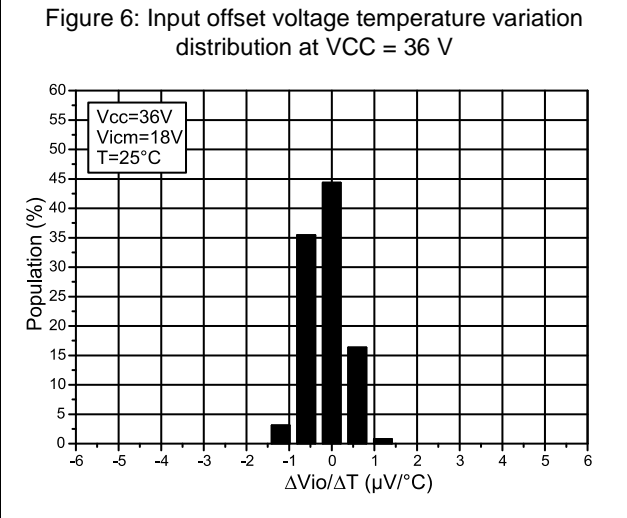 Figure 6: Input offset voltage temperature variation
distribution at VCC = 36 V
60
55
50
45
40
35
30
25
20
15
10
5
0
Vcc=36V
Vicm=18V
T=25°C
Population (%)
-6 -5 -4 -3 -2 -1 0 1 2 3 4 5 6
ΔVio/ΔT (µV/°C)